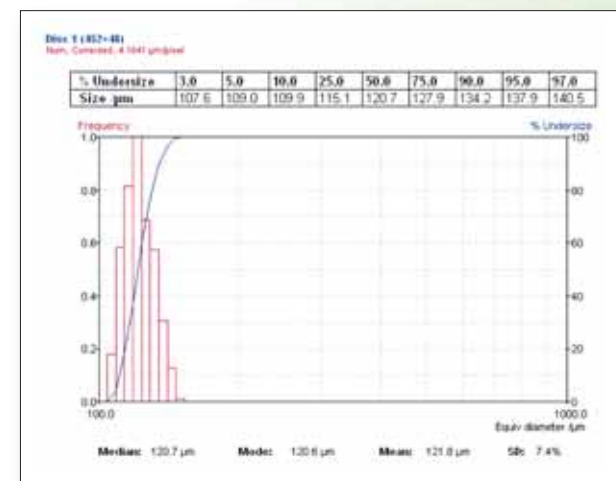 Disc 1 (452+48)
Num, Corrected, 4.1041 µm/pixel
% Undersize 3.0 5.0 10.0 25.0 50.0 75.0 90.0 95.0 97.0
Size µm 107.6 109.0 109.9 115.1 120.7 127.9 134.2 137.9 140.5
Frequency % Undersize
1.0 100
0.8 80
0.6 60
0.4 40
0.2 20
0.0 0
100.0 1000.0
Equiv diameter µm
Median: 120.7 µm Mode: 120.6 µm Mean: 121.8 µm SD: 7.4%